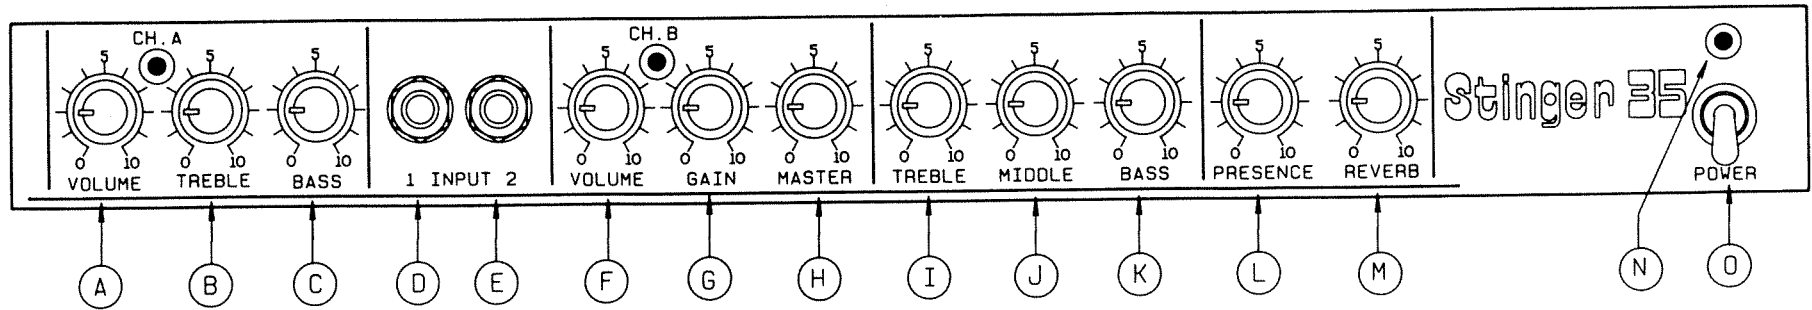 CH.A
CH.B
5 5 5 5 5 5 5 5 5 5 5
Stinger 35
0 10 0 10 0 10 0 10 0 10 0 10 0 10 0 10 0 10 0 10 0 10
VOLUME TREBLE BASS 1 INPUT 2 VOLUME GAIN MASTER TREBLE MIDDLE BASS PRESENCE REVERB POWER
A B C D E F G H I J K L M N O